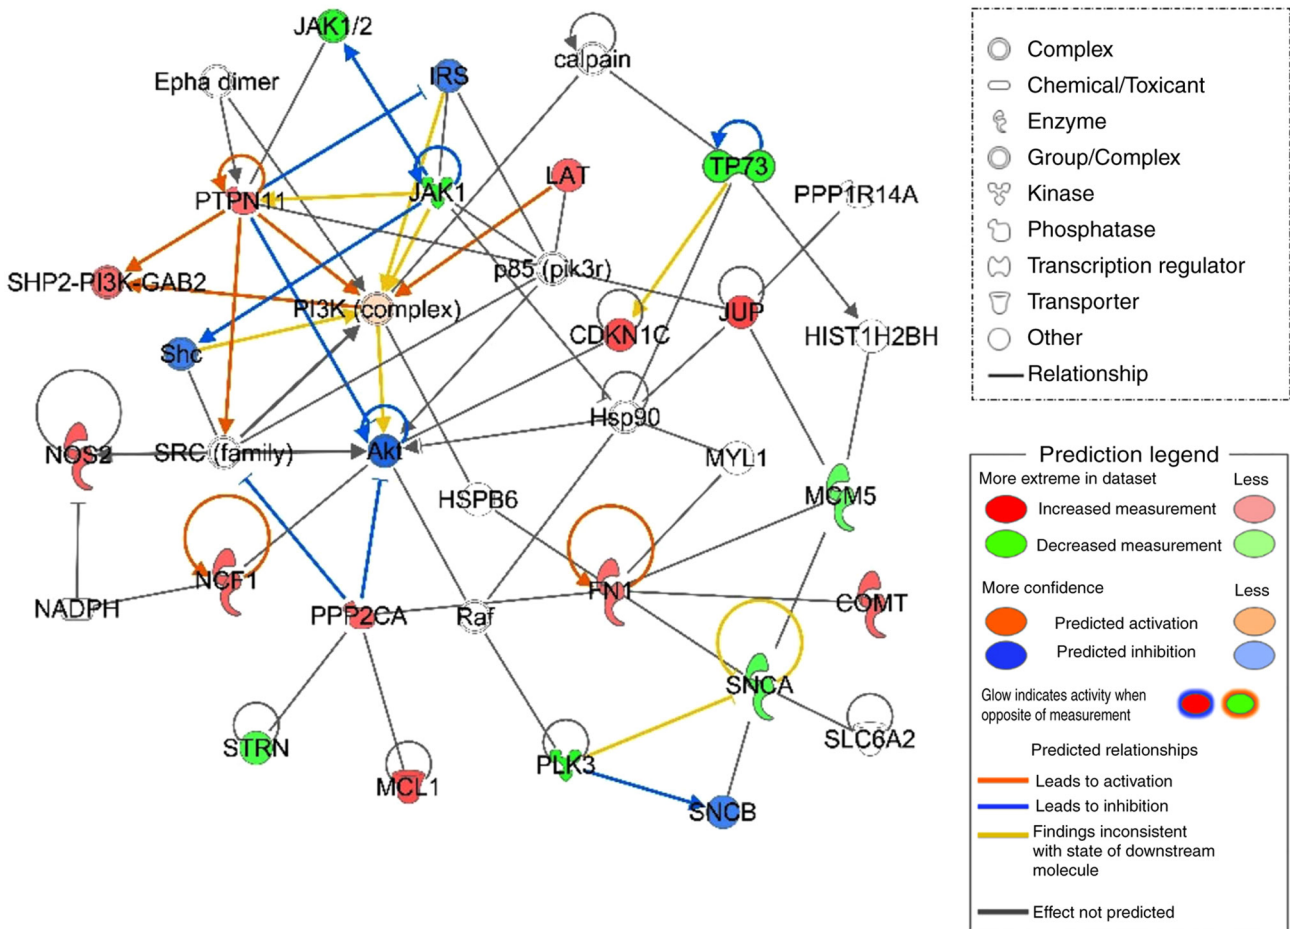 JAK1/2
Epha dimer
IRS
calpain
PTPN11
JAK1
LAT
TP73
PPP1R14A
SHP2-PI3K-GAB2
p85 (pik3r)
PI3K (complex)
CDKN1C
JUP
HIST1H2BH
Shc
Hsp90
NOS2
SRC (family)
Akt
MYL1
HSPB6
MCM5
NADPH
NCF1
PPP2CA
Raf
FN1
COMT
SNCA
STRN
MCL1
PLK3
SLC6A2
SNCB
Complex
Chemical/Toxicant
Enzyme
Group/Complex
Kinase
Phosphatase
Transcription regulator
Transporter
Other
Relationship
Prediction legend
More extreme in dataset Less
Increased measurement
Decreased measurement
More confidence Less
Predicted activation
Predicted inhibition
Glow indicates activity when
opposite of measurement
Predicted relationships
Leads to activation
Leads to inhibition
Findings inconsistent
with state of downstream
molecule
Effect not predicted